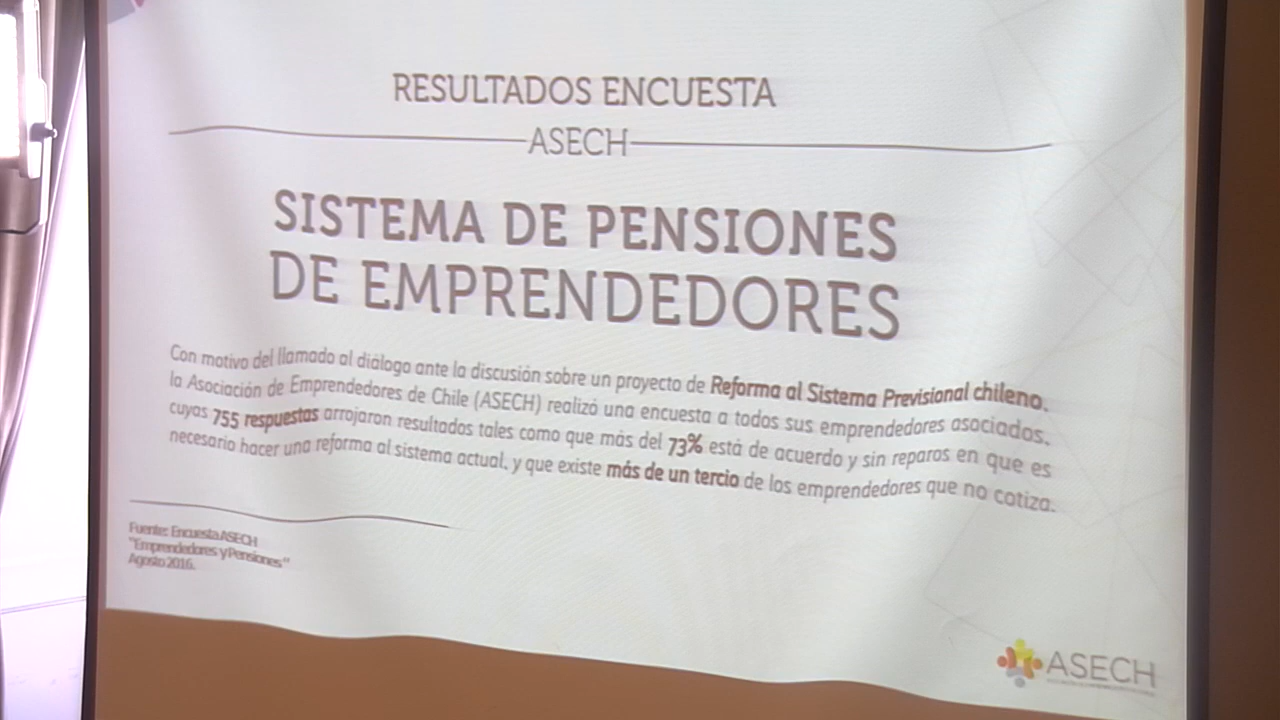 RESULTADOS ENCUESTA
ASECH
SISTEMA DE PENSIONES
DE EMPRENDEDORES
Con motivo del llamado al diálogo ante la discusión sobre un proyecto de Reforma al Sistema Previsional chileno,
la Asociación de Emprendedores de Chile (ASECH) realizó una encuesta a todos sus emprendedores asociados,
cuyas 755 respuestas arrojaron resultados tales como que más del 73% está de acuerdo y sin reparos en que es
necesario hacer una reforma al sistema actual, y que existe más de un tercio de los emprendedores que no cotiza.
Fuente: Encuesta ASECH
"Emprendedores y Pensiones"
Agosto 2016.
ASECH